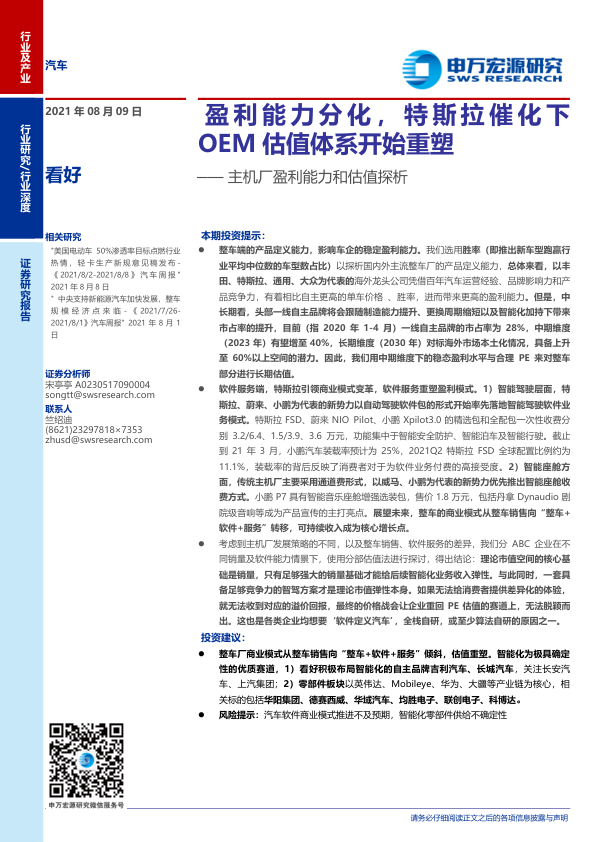 行业及产业
行业研究/行业深度
证券研究报告
汽车
申万宏源研究
SWS RESEARCH
2021 年 08 月 09 日
看好
盈利能力分化，特斯拉催化下
OEM 估值体系开始重塑
—— 主机厂盈利能力和估值探析
相关研究
"美国电动车 50%渗透率目标点燃行业
热情，轻卡生产新规意见稿发布-
《2021/8/2-2021/8/8》汽车周报"
2021 年 8 月 8 日
" 中央支持新能源汽车加快发展，整车
规模经济点来临-《2021/7/26-
2021/8/1》汽车周报" 2021 年 8 月 1
日
证券分析师
宋亭亭 A0230517090004
songtt@swsresearch.com
联系人
竺绍迪
(8621)23297818×7353
zhusd@swsresearch.com
申万宏源研究微信服务号
本期投资提示：
● 整车端的产品定义能力，影响车企的稳定盈利能力。我们选用胜率（即推出新车型跑赢行
业平均中位数的车型数占比）以探析国内外主流整车厂的产品定义能力，总体来看，以丰
田、特斯拉、通用、大众为代表的海外龙头公司凭借百年汽车运营经验、品牌影响力和产
品竞争力，有着相比自主更高的单车价格 、胜率，进而带来更高的盈利能力。但是，中
长期看，头部一线自主品牌将会跟随制造能力提升、更换周期缩短以及智能化加持下带来
市占率的提升，目前（指 2020 年 1-4 月）一线自主品牌的市占率为 28%，中期维度
（2023 年）有望增至 40%，长期维度（2030 年）对标海外市场本土化情况，具备上升
至 60%以上空间的潜力。因此，我们用中期维度下的稳态盈利水平与合理 PE 来对整车
部分进行长期估值。
● 软件服务端，特斯拉引领商业模式变革，软件服务重塑盈利模式。1）智能驾驶层面，特
斯拉、蔚来、小鹏为代表的新势力以自动驾驶软件包的形式开始率先落地智能驾驶软件业
务模式。特斯拉 FSD、蔚来 NIO Pilot、小鹏 Xpilot3.0 的精选包和全配包一次性收费分
别 3.2/6.4、1.5/3.9、3.6 万元，功能集中于智能安全防护、智能泊车及智能行驶。截止
到 21 年 3 月，小鹏汽车装载率预计为 25%，2021Q2 特斯拉 FSD 全球配置比例约为
11.1%，装载率的背后反映了消费者对于为软件业务付费的高接受度。2）智能座舱方
面，传统主机厂主要采用通道费形式，以威马、小鹏为代表的新势力优先推出智能座舱收
费方式。小鹏 P7 具有智能音乐座舱增强选装包，售价 1.8 万元，包括丹拿 Dynaudio 剧
院级音响等成为产品宣传的主打亮点。展望未来，整车的商业模式从整车销售向“整车+
软件+服务”转移，可持续收入成为核心增长点。
● 考虑到主机厂发展策略的不同，以及整车销售、软件服务的差异，我们分 ABC 企业在不
同销量及软件能力情景下，使用分部估值法进行探讨，得出结论：理论市值空间的核心基
础是销量，只有足够强大的销量基础才能给后续智能化业务收入弹性。与此同时，一套具
备足够竞争力的智驾方案才是理论市值弹性本身。如果无法给消费者提供差异化的体验，
就无法收到对应的溢价回报，最终的价格战会让企业重回 PE 估值的赛道上，无法脱颖而
出。这也是各类企业均想要‘软件定义汽车’，全栈自研，或至少算法自研的原因之一。
投资建议：
● 整车厂商业模式从整车销售向“整车+软件+服务”倾斜，估值重塑。智能化为极具确定
性的优质赛道，1）看好积极布局智能化的自主品牌吉利汽车、长城汽车，关注长安汽
车、上汽集团；2）零部件板块以英伟达、Mobileye、华为、大疆等产业链为核心，相
关标的包括华阳集团、德赛西威、华域汽车、均胜电子、联创电子、科博达。
● 风险提示：汽车软件商业模式推进不及预期，智能化零部件供给不确定性
请务必仔细阅读正文之后的各项信息披露与声明